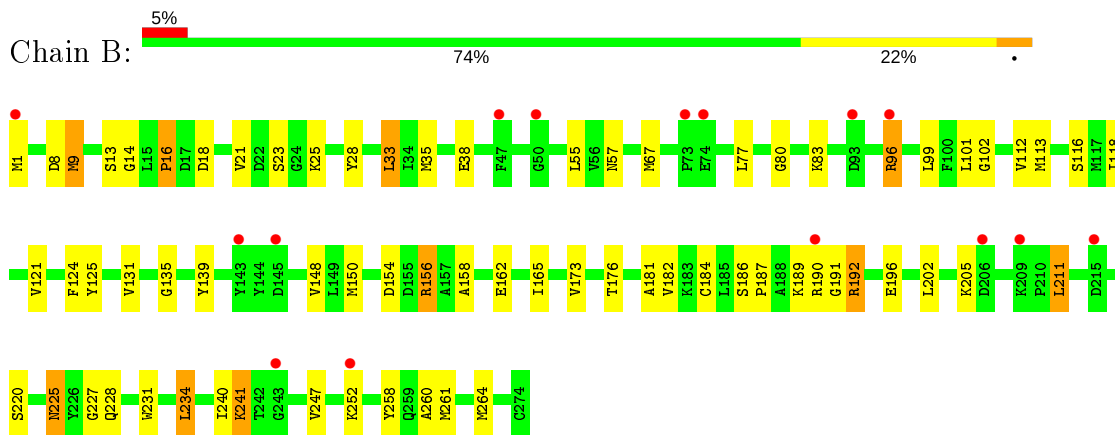 5%
Chain B:
74% 22% •
M1 D8 M9 S13 G14 L15 P16 D17 D18 V21 D22 S23 G24 K25 Y28 L33 I34 M35 E38 F47 G50 L55 V56 N57 M67 P73 E74 L77 G80 K83 D93 R96 L99 F100 L101 G102 V112 M113 S116 M117 I118
V121 F124 Y125 V131 G135 Y139 Y143 Y144 D145 V148 L149 M150 D154 D155 R156 A157 A158 E162 I165 V173 T176 A181 V182 K183 C184 L185 S186 P187 A188 K189 R190 G191 R192 E196 L202 K205 D206 K209 P210 L211 D215
S220 N225 Y226 G227 Q228 W231 L234 I240 K241 T242 G243 V247 K252 Y258 Q259 A260 M261 M264 C274